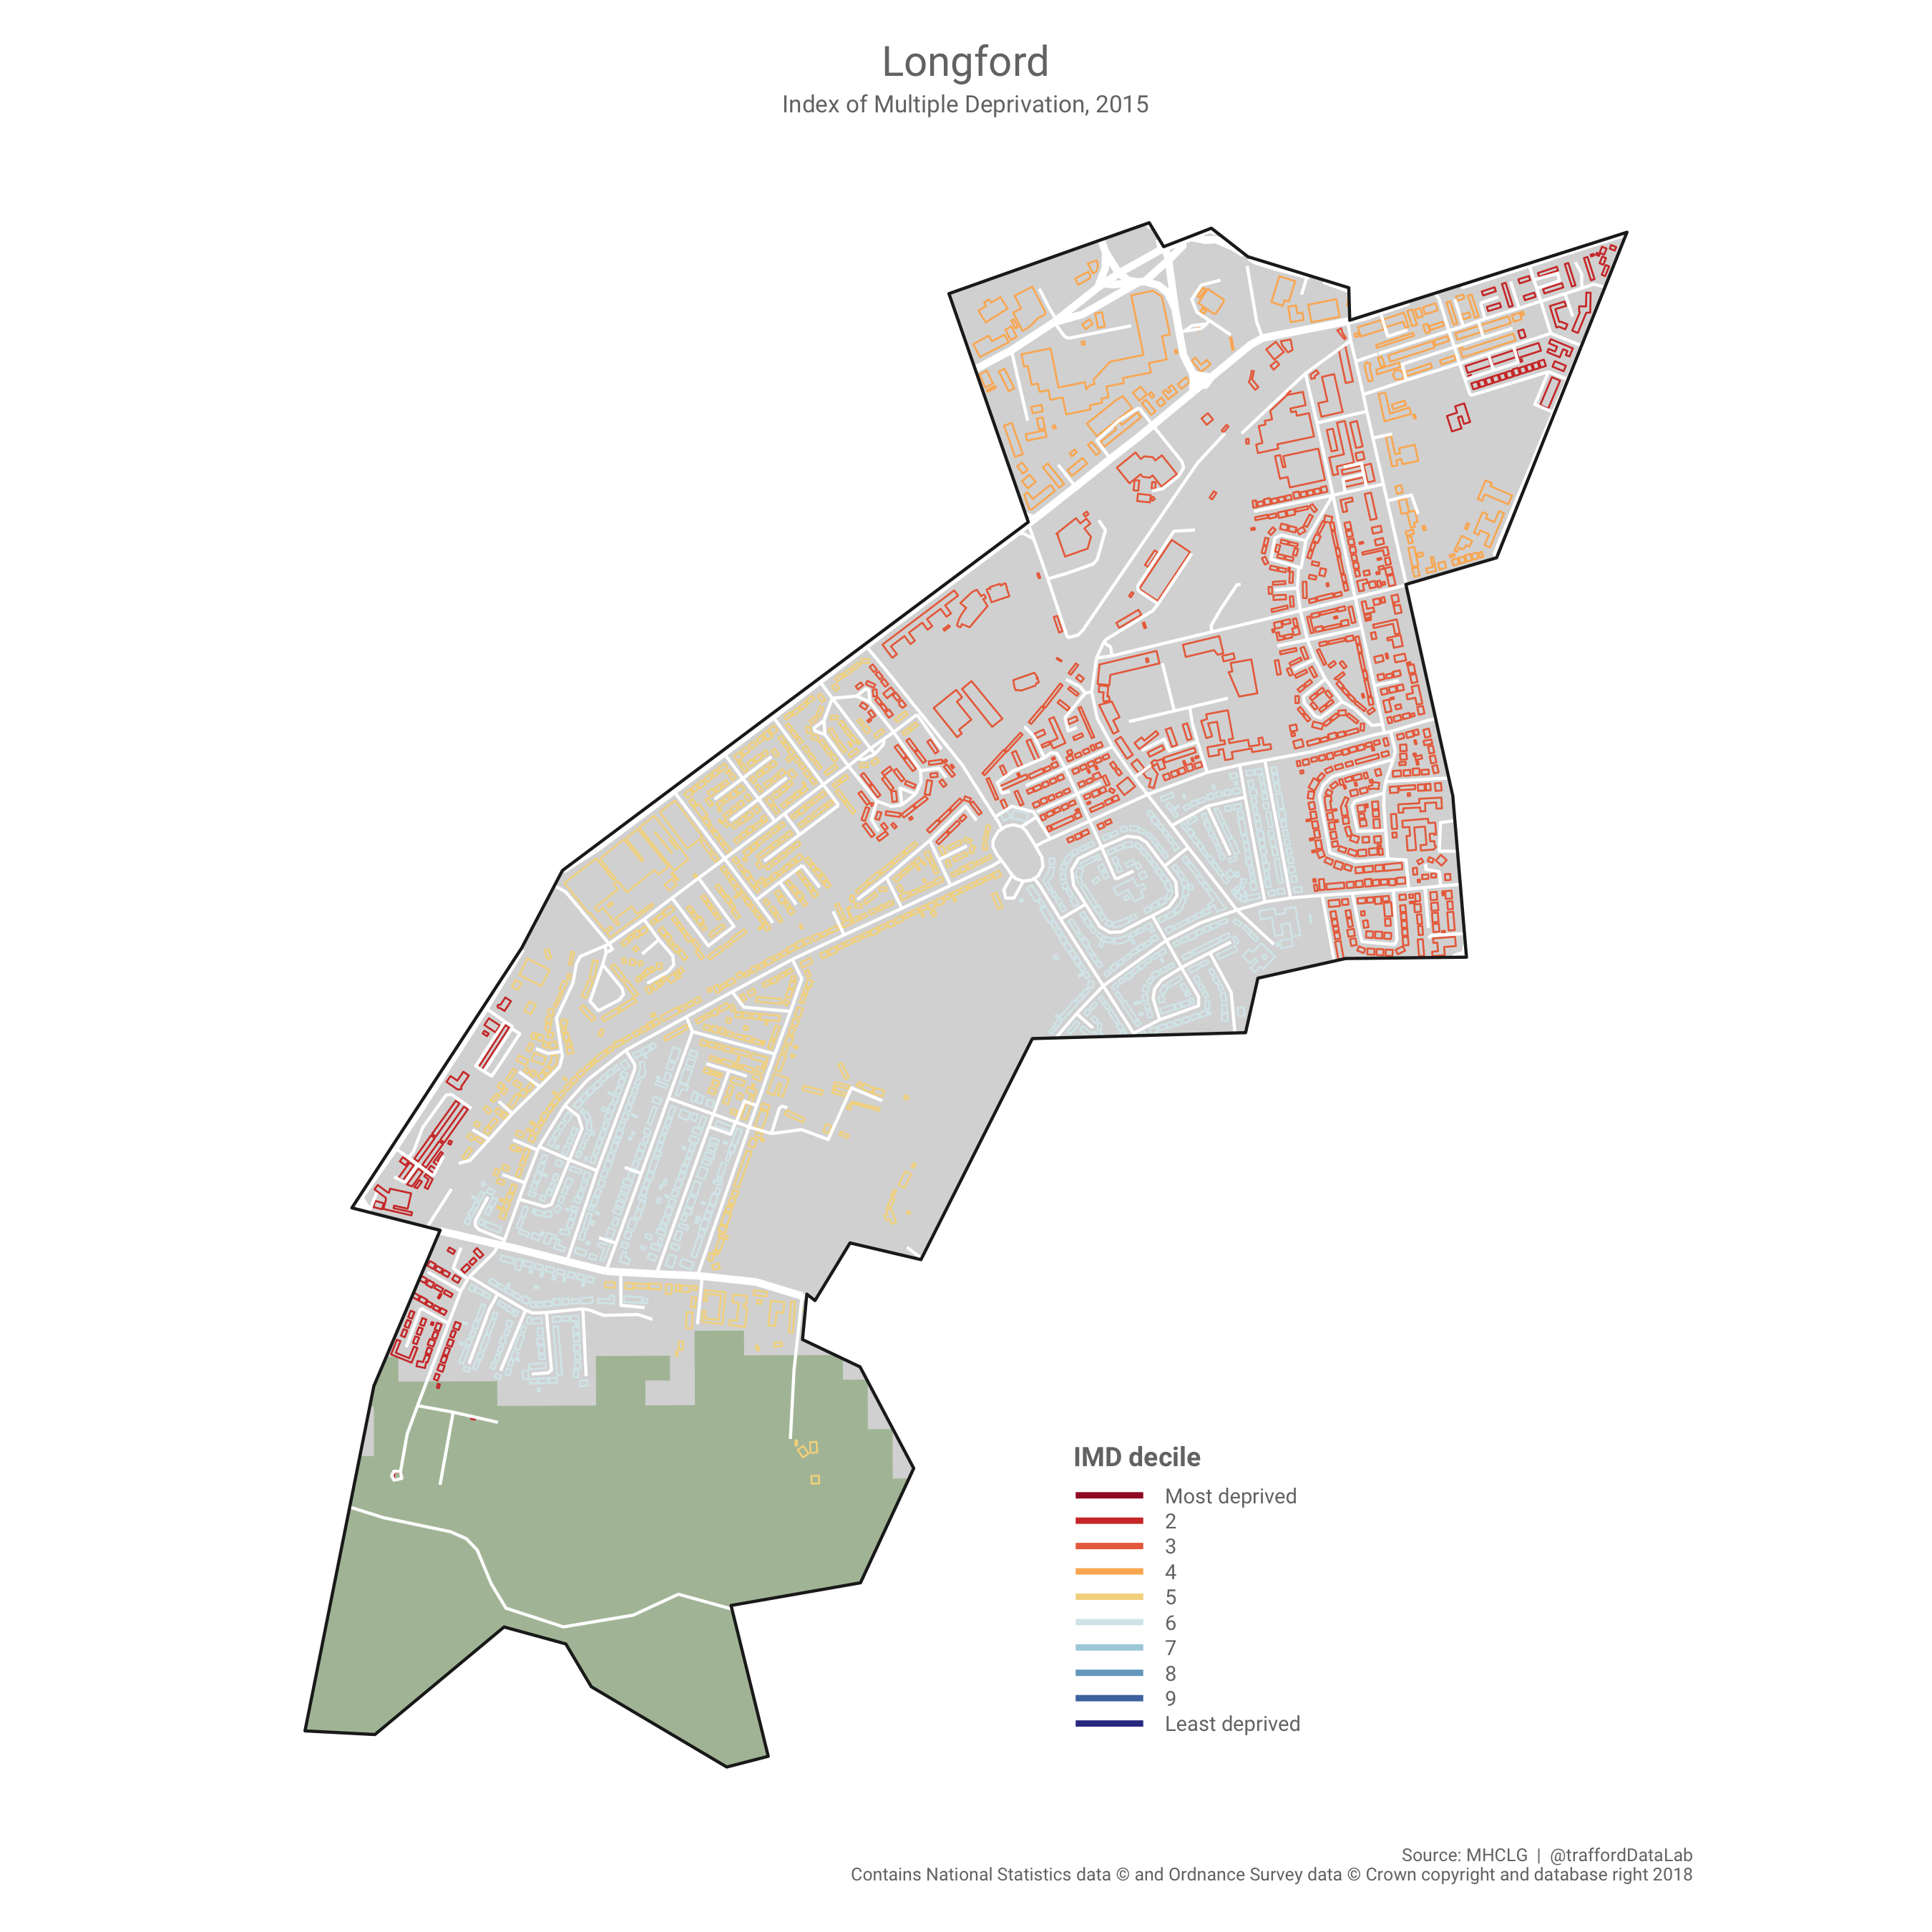 Longford
Index of Multiple Deprivation, 2015
IMD decile
Most deprived
2
3
4
5
6
7
8
9
Least deprived
Source: MHCLG | @traffordDataLab
Contains National Statistics data © and Ordnance Survey data © Crown copyright and database right 2018